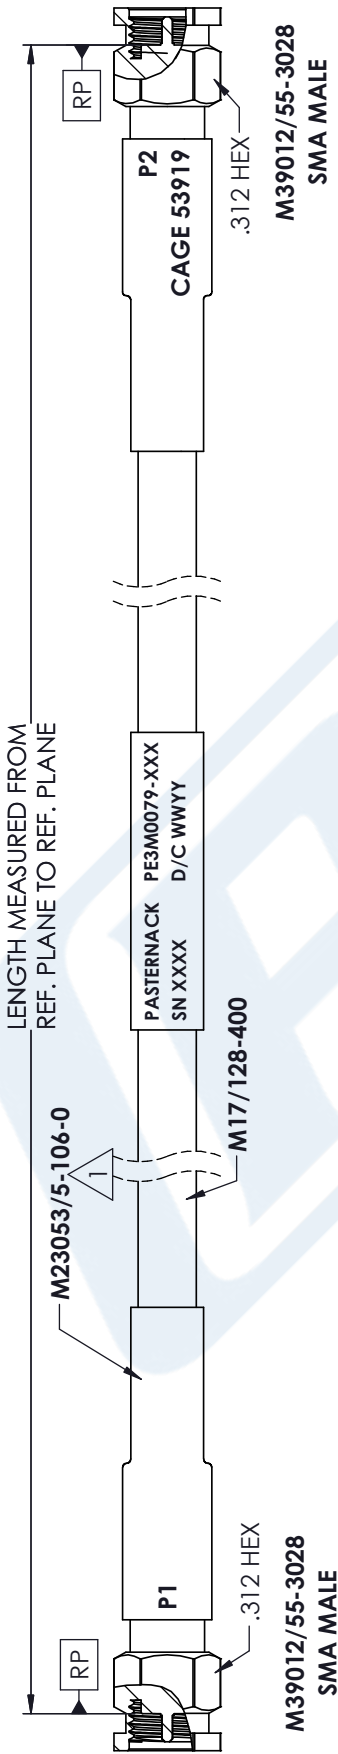 LENGTH MEASURED FROM
REF. PLANE TO REF. PLANE
RP
RP
M23053/5-106-0
1
P1
PASTERNACK PE3M0079-XXX
SN XXXX D/C WWYY
P2
CAGE 53919
M17/128-400
.312 HEX
M39012/55-3028
SMA MALE
.312 HEX
M39012/55-3028
SMA MALE